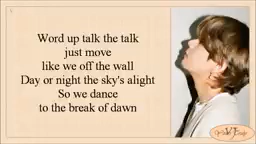 Word up talk the talk
just move
like we off the wall
Day or night the sky's alight
So we dance
to the break of dawn